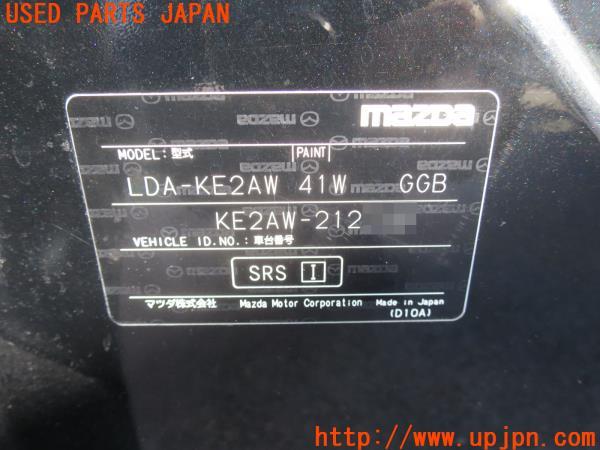 USED PARTS JAPAN
mazda
MODEL:型式 PAINT
LDA-KE2AW 41W GGB
KE2AW-212
VEHICLE ID.NO.:車台番号
SRS I
マツダ株式会社 Mazda Motor Corporation Made in Japan
(D10A)
http://www.upjpn.com/